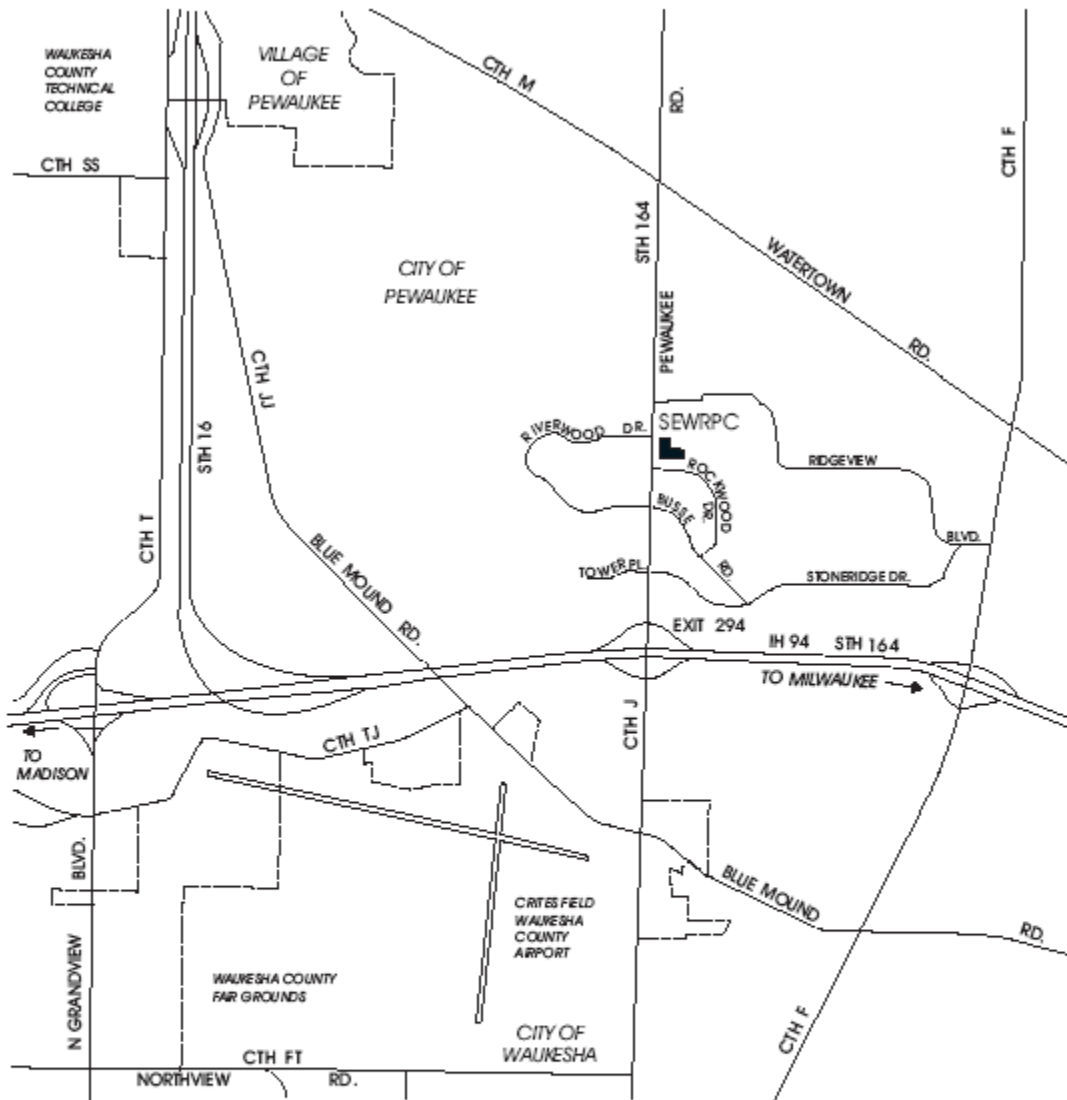 WAUKESHA
COUNTY
TECHNICAL
COLLEGE
VILLAGE
OF
PEWAUKEE
CTH M
RD.
CTH F
CTH SS
STH 164
WATERTOWN
RD.
CITY OF
PEWAUKEE
PEWAUKEE
CTH JJ
STH 16
RIVERWOOD DR.
SEWRPC
ROCKWOOD
DR.
RIDGEVIEW
BLVD.
BUSSE
RD.
TOWER PL.
STONERIDGE DR.
CTH T
BLUE MOUND
RD.
EXIT 294
IH 94 STH 164
TO MILWAUKEE
TO
MADISON
CTH TJ
CTH J
BLVD.
N GRANDVIEW
CRITES FIELD
WAUKESHA
COUNTY
AIRPORT
BLUE MOUND
RD.
WAUKESHA COUNTY
FAIR GROUNDS
CITY OF
WAUKESHA
CTH F
CTH FT
NORTHVIEW RD.